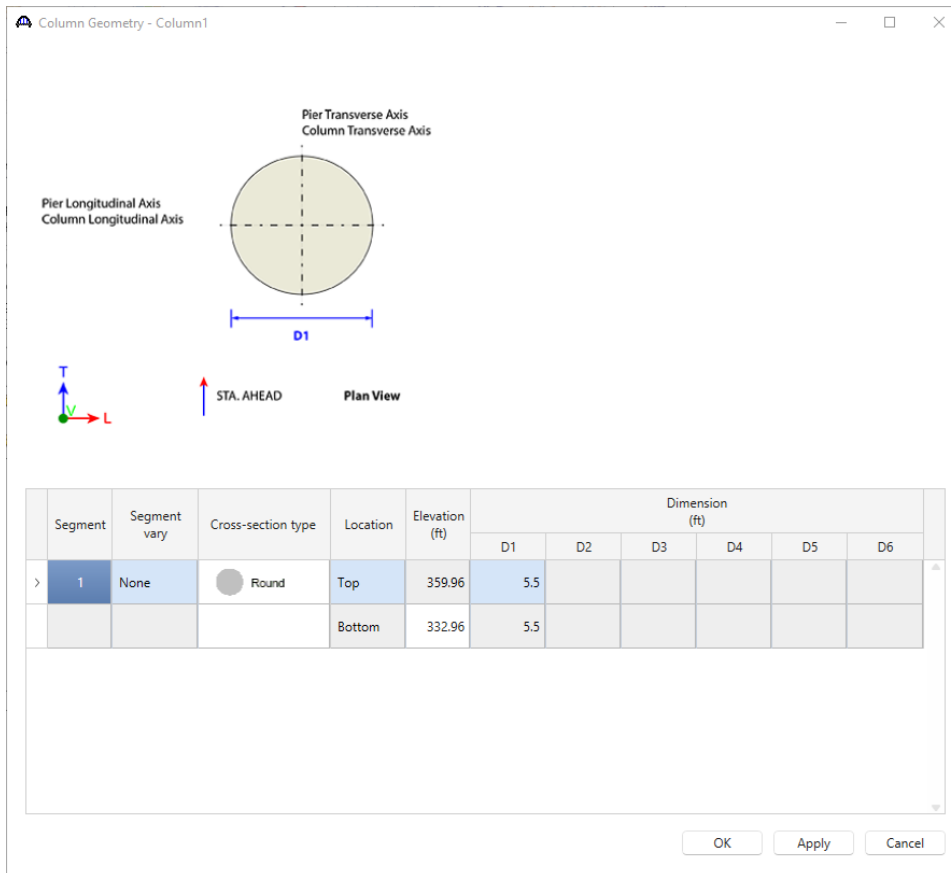 Column Geometry - Column1
Pier Transverse Axis
Column Transverse Axis
Pier Longitudinal Axis
Column Longitudinal Axis
D1
T
V
L
STA. AHEAD
Plan View
Segment
Segment
vary
Cross-section type
Location
Elevation
(ft)
Dimension
(ft)
D1 D2 D3 D4 D5 D6
1 None Round Top 359.96 5.5
Bottom 332.96 5.5
OK Apply Cancel